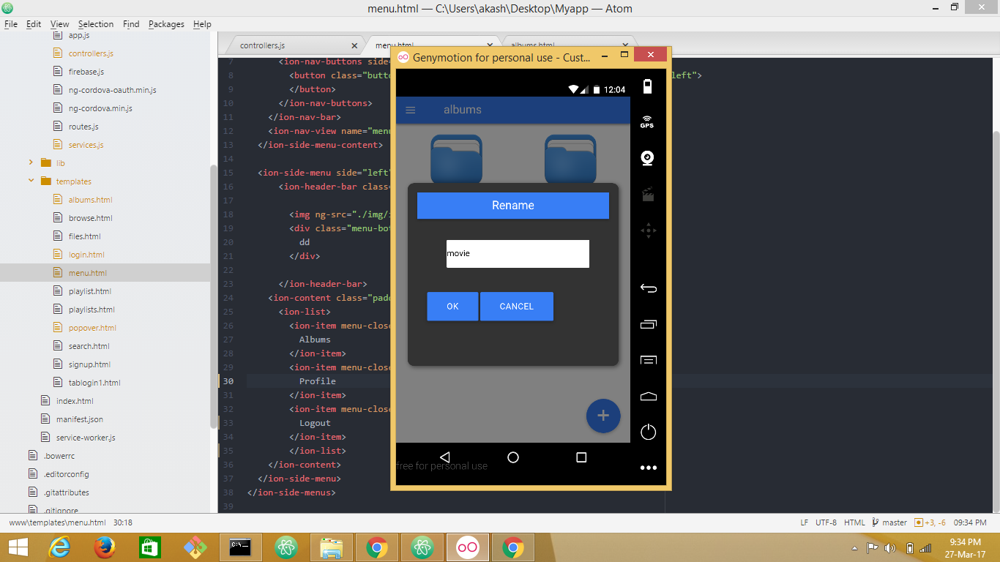 menu.html — C:\Users\akash\Desktop\Myapp — Atom
File Edit View Selection Find Packages Help
app.js
controllers.js
firebase.js
ng-cordova-oauth.min.js
ng-cordova.min.js
routes.js
services.js
lib
templates
albums.html
browse.html
files.html
login.html
menu.html
playlist.html
playlists.html
popover.html
search.html
signup.html
tablogin1.html
index.html
manifest.json
service-worker.js
.bowerrc
.editorconfig
.gitattributes
.gitignore
controllers.js menu.html albums.html
7 <ion-nav-buttons side=
8 <button class="butto left">
9 </button>
10 </ion-nav-buttons>
11 </ion-nav-bar>
12 <ion-nav-view name="menu
13 </ion-side-menu-content>
14
15 <ion-side-menu side="left"
16 <ion-header-bar class=
17
18 <img ng-src="./img/
19 <div class="menu-bot
20 dd
21 </div>
22
23 </ion-header-bar>
24 <ion-content class="padd
25 <ion-list>
26 <ion-item menu-close
27 Albums
28 </ion-item>
29 <ion-item menu-close
30 Profile
31 </ion-item>
32 <ion-item menu-close
33 Logout
34 </ion-item>
35 </ion-list>
36 </ion-content>
37 </ion-side-menu>
38 </ion-side-menus>
39
Genymotion for personal use - Cust...
12:04
albums
Rename
movie
OK CANCEL
free for personal use
GPS
www\templates\menu.html 30:18 LF UTF-8 HTML master +3, -6 09:34 PM
C:\
9:34 PM
27-Mar-17